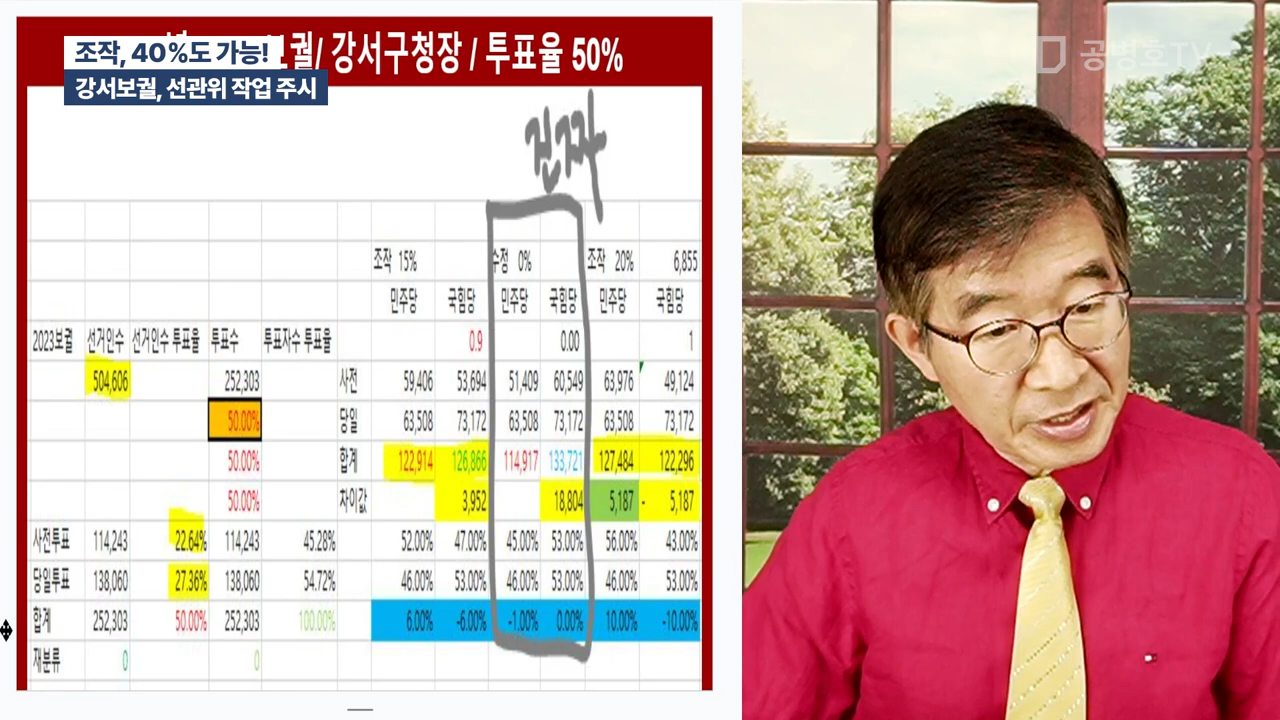 조작, 40%도 가능!
강서보궐, 선관위 작업 주시
보궐/ 강서구청장 / 투표율 50%
공병호TV
진짜
조작 15% 수정 0% 조작 20% 6,855
민주당 국힘당 민주당 국힘당 민주당 국힘당
2023보궐 선거인수 선거인수 투표율 투표수 투표자수 투표율 0.9 0.00 1
504,606 252,303 사전 59,406 53,694 51,409 60,549 63,976 49,124
50.00% 당일 63,508 73,172 63,508 73,172 63,508 73,172
50.00% 합계 122,914 126,866 114,917 133,721 127,484 122,296
50.00% 차이값 3,952 18,804 5,187 - 5,187
사전투표 114,243 22.64% 114,243 45.28% 52.00% 47.00% 45.00% 53.00% 56.00% 43.00%
당일투표 138,060 27.36% 138,060 54.72% 46.00% 53.00% 46.00% 53.00% 46.00% 53.00%
합계 252,303 50.00% 252,303 100.00% 6.00% -6.00% -1.00% 0.00% 10.00% -10.00%
재분류 0 0